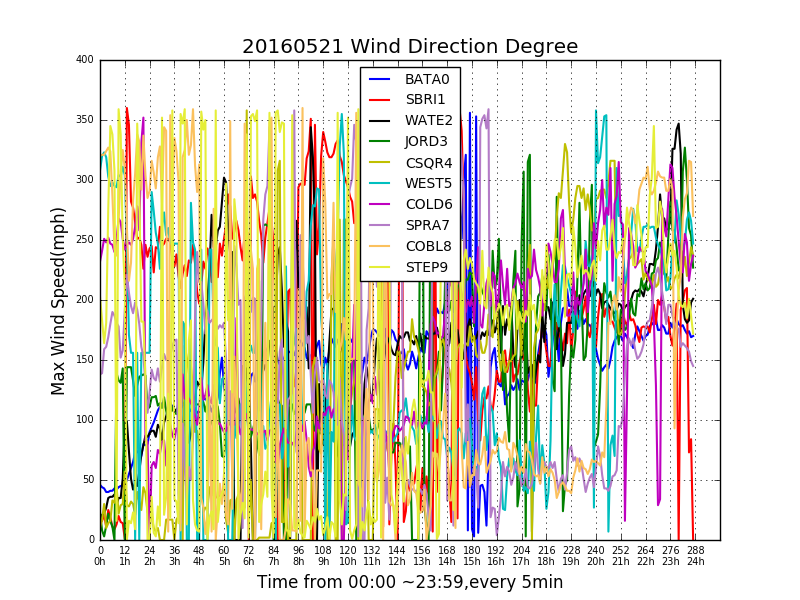 20160521 Wind Direction Degree
Max Wind Speed(mph)
400
350
300
250
200
150
100
50
0
BATA0
SBRI1
WATE2
JORD3
CSQR4
WEST5
COLD6
SPRA7
COBL8
STEP9
0 12 24 36 48 60 72 84 96 108 120 132 144 156 168 180 192 204 216 228 240 252 264 276 288
0h 1h 2h 3h 4h 5h 6h 7h 8h 9h 10h 11h 12h 13h 14h 15h 16h 17h 18h 19h 20h 21h 22h 23h 24h
Time from 00:00 ~23:59,every 5min